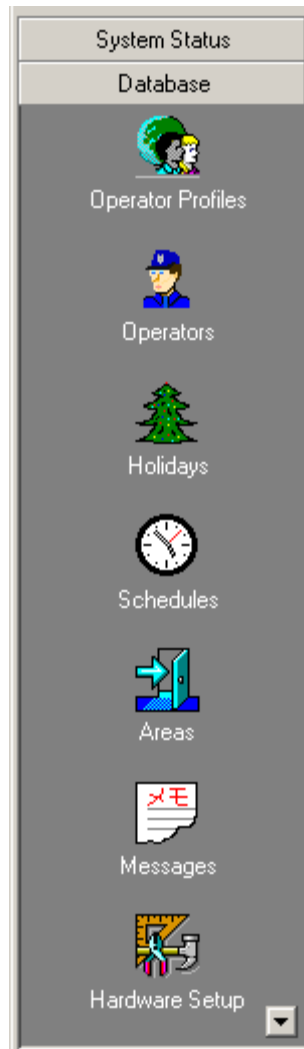 System Status
Database
Operator Profiles
Operators
Holidays
Schedules
Areas
メモ
Messages
Hardware Setup